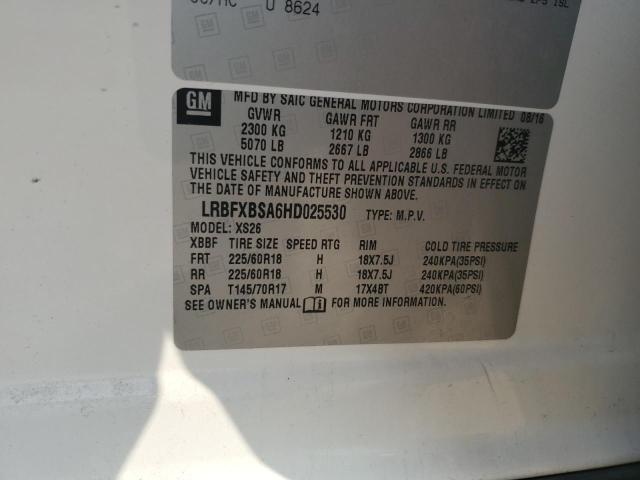 U 8624
GM
MFD BY SAIC GENERAL MOTORS CORPORATION LIMITED 08/16
GVWR GAWR FRT GAWR RR
2300 KG 1210 KG 1300 KG
5070 LB 2667 LB 2866 LB
THIS VEHICLE CONFORMS TO ALL APPLICABLE U.S. FEDERAL MOTOR
VEHICLE SAFETY AND THEFT PREVENTION STANDARDS IN EFFECT ON
THE DATE OF MANUFACTURE SHOWN ABOVE.
LRBFXBSA6HD025530 TYPE: M.P.V.
MODEL: XS26
XBBF TIRE SIZE SPEED RTG RIM COLD TIRE PRESSURE
FRT 225/60R18 H 18X7.5J 240KPA(35PSI)
RR 225/60R18 H 18X7.5J 240KPA(35PSI)
SPA T145/70R17 M 17X4BT 420KPA(60PSI)
SEE OWNER'S MANUAL FOR MORE INFORMATION.